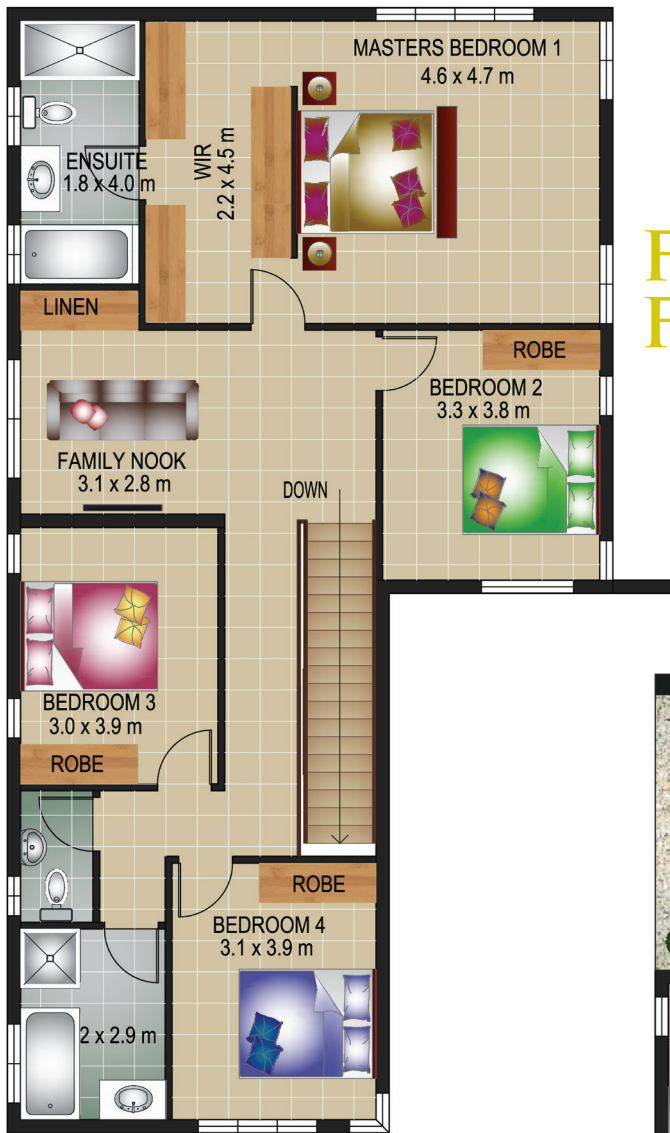 MASTERS BEDROOM 1
4.6 x 4.7 m
ENSUITE
1.8 x 4.0 m
WIR
2.2 x 4.5 m
LINEN
ROBE
BEDROOM 2
3.3 x 3.8 m
FAMILY NOOK
3.1 x 2.8 m
DOWN
BEDROOM 3
3.0 x 3.9 m
ROBE
ROBE
BEDROOM 4
3.1 x 3.9 m
2 x 2.9 m
F
F